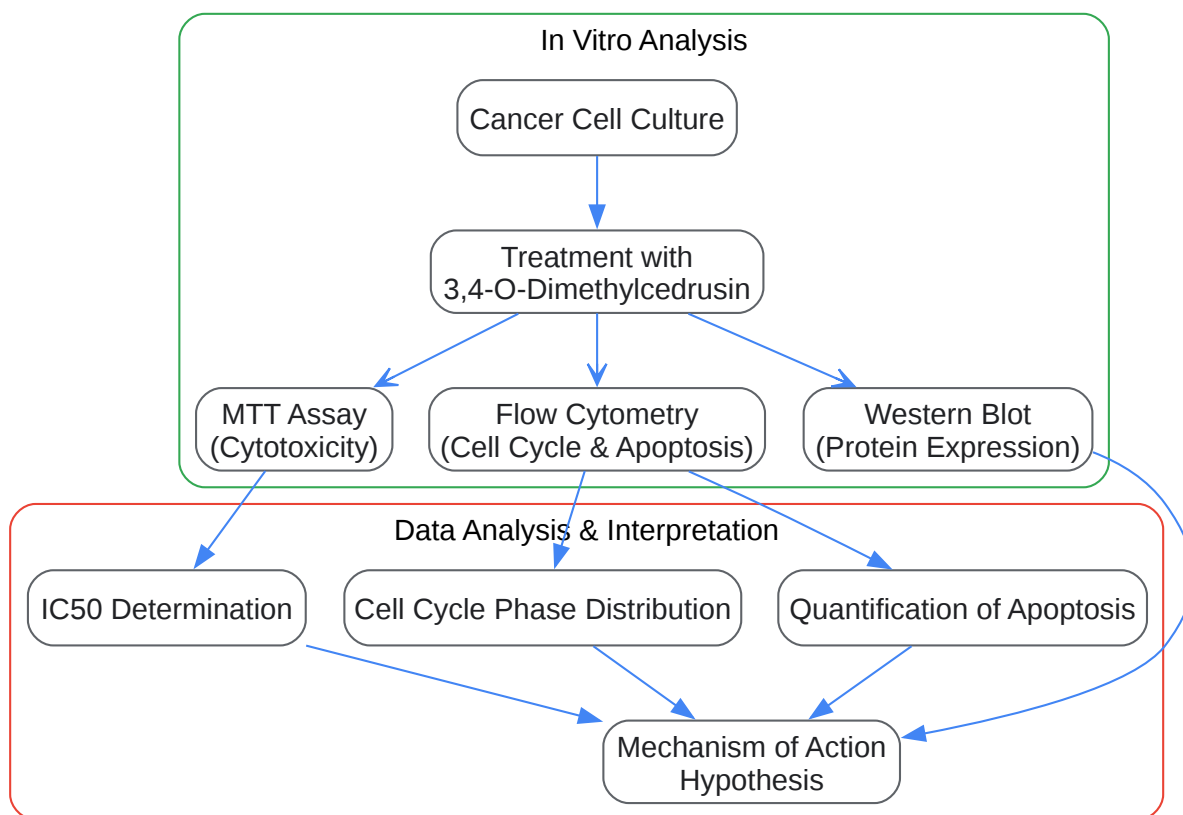 In Vitro Analysis
Cancer Cell Culture
Treatment with
3,4-O-Dimethylcedrusin
MTT Assay
(Cytotoxicity)
Flow Cytometry
(Cell Cycle & Apoptosis)
Western Blot
(Protein Expression)
Data Analysis & Interpretation
IC50 Determination
Cell Cycle Phase Distribution
Quantification of Apoptosis
Mechanism of Action
Hypothesis